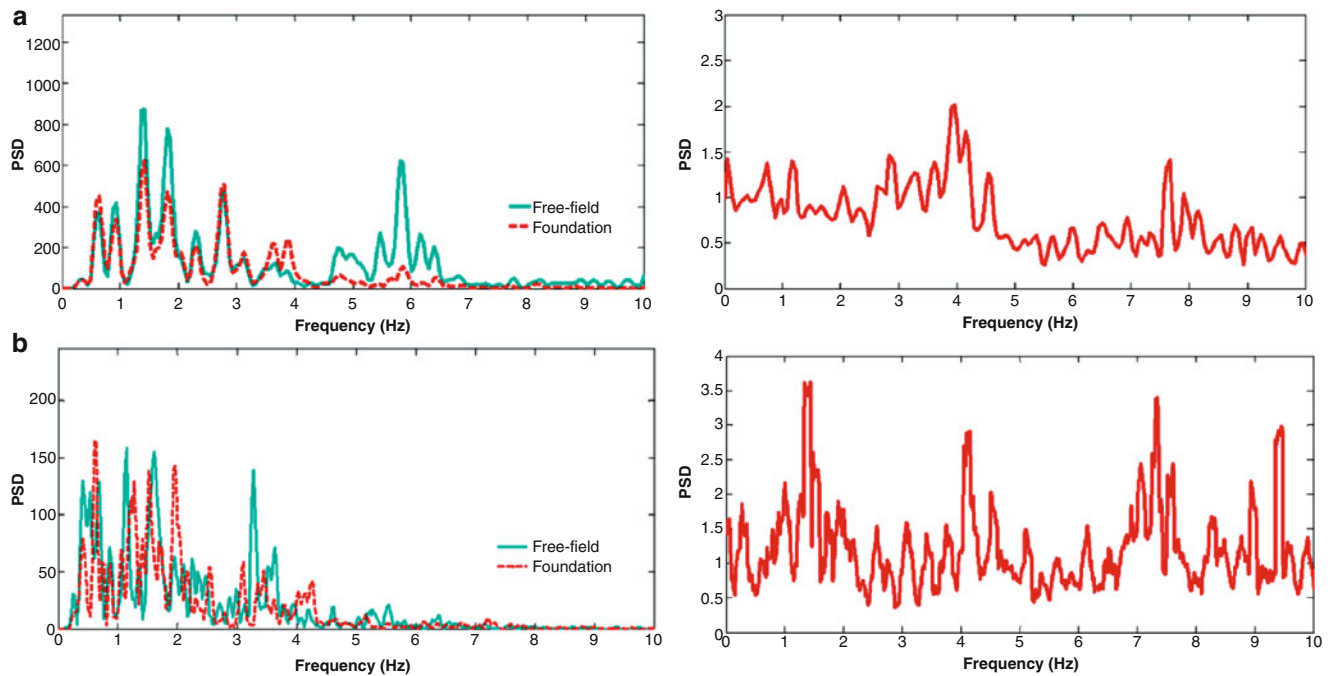 a
1200
1000
800
600
400
200
0
PSD
0 1 2 3 4 5 6 7 8 9 10
Frequency (Hz)
Free-field
Foundation
3
2.5
2
1.5
1
0.5
0
PSD
0 1 2 3 4 5 6 7 8 9 10
Frequency (Hz)
b
200
150
100
50
0
PSD
0 1 2 3 4 5 6 7 8 9 10
Frequency (Hz)
Free-field
Foundation
4
3.5
3
2.5
2
1.5
1
0.5
0
PSD
0 1 2 3 4 5 6 7 8 9 10
Frequency (Hz)